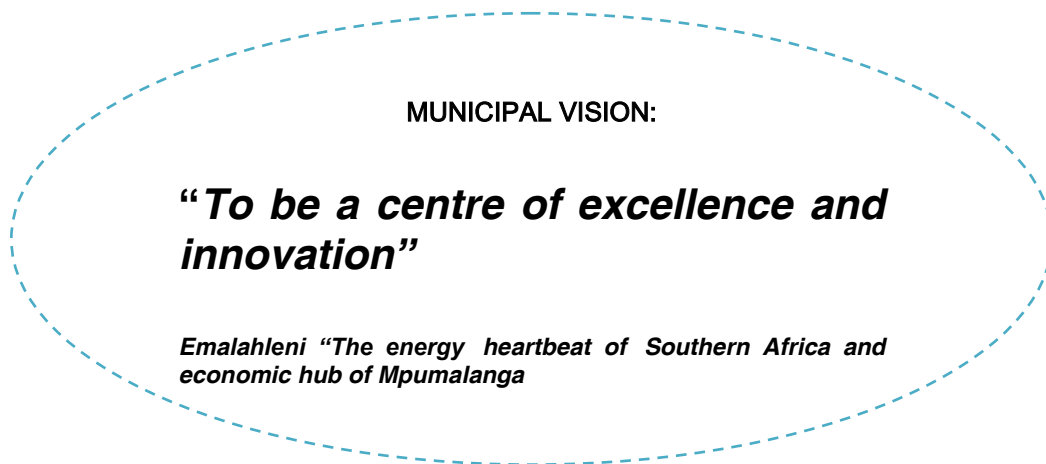 MUNICIPAL VISION:
“To be a centre of excellence and
innovation”
Emalahleni “The energy heartbeat of Southern Africa and
economic hub of Mpumalanga